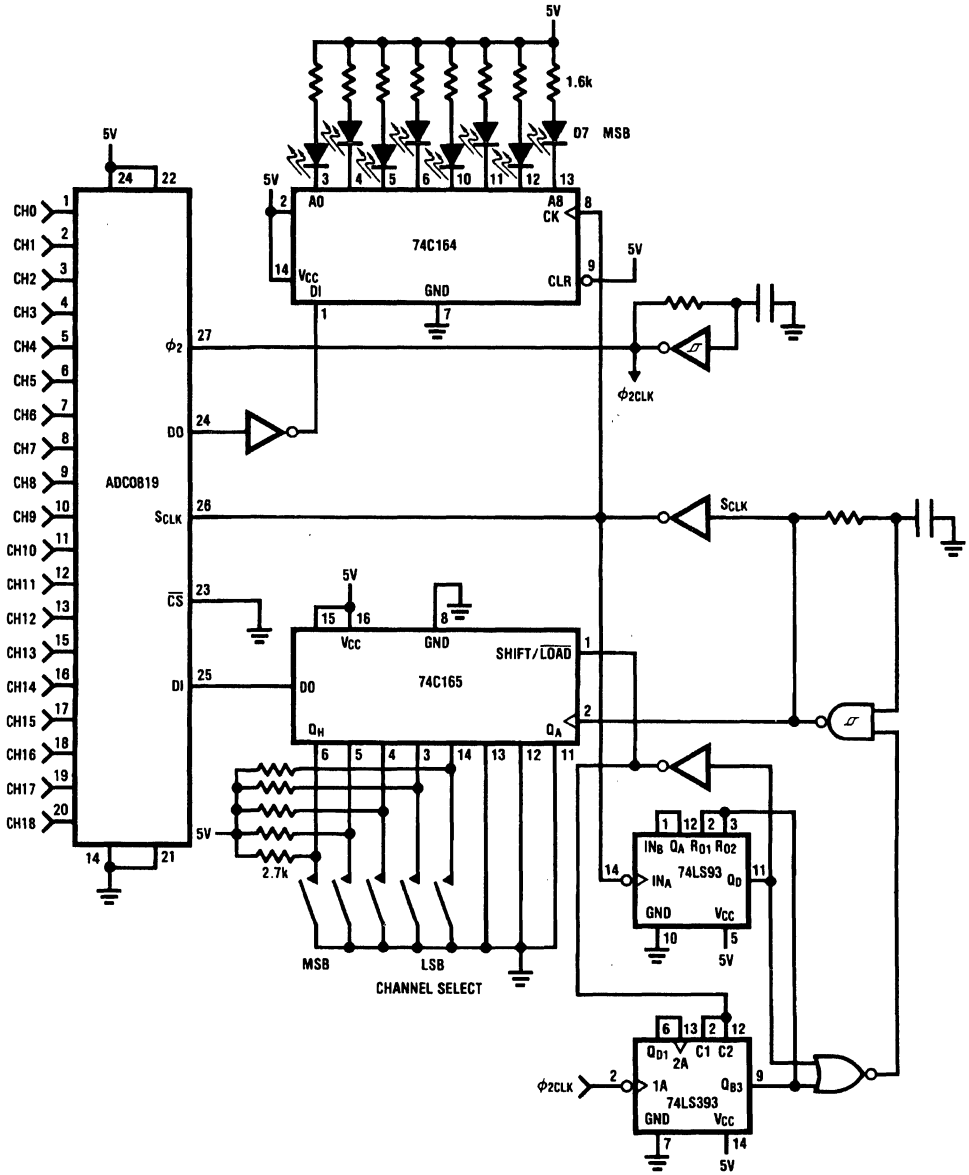 5V
1.6k
D7 MSB
5V
24 22
3 4 5 6 10 11 12 13
5V
2
A0
A8
CK
8
74C164
14
VCC
DI
GND
CLR
9
5V
1
7
CH0 1
CH1 2
CH2 3
CH3 4
CH4 5
CH5 6
CH6 7
CH7 8
CH8 9
CH9 10
CH10 11
CH11 12
CH12 13
CH13 15
CH14 16
CH15 17
CH16 18
CH17 19
CH18 20
ϕ2 27
ϕ2CLK
DO 24
ADC0819
SCLK 26
SCLK
CS 23
DI 25
14 21
5V
15 16
8
VCC
GND
SHIFT/LOAD
1
DO
74C165
2
QH
QA
6 5 4 3 14 13 12 11
5V
2.7k
MSB
LSB
CHANNEL SELECT
1 12 2 3
INB QA R01 R02
74LS93
14
INA
QD
11
GND
VCC
10
5
5V
6 13 2 12
QD1
2A
C1 C2
ϕ2CLK
2
1A
QB3
9
74LS393
GND
VCC
7
14
5V